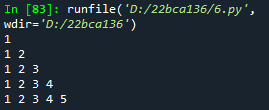 In [83]: runfile('D:/22bca136/6.py',
wdir='D:/22bca136')
1
1 2
1 2 3
1 2 3 4
1 2 3 4 5